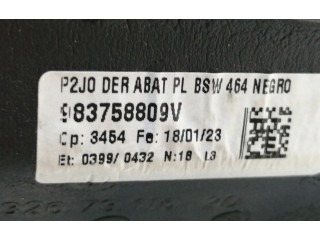 P2JO DER ABAT PL BSW 464 NEGRO
983758809V
Cp: 3454 Fe: 18/01/23
Et: 0399/ 0432 N:18 L3